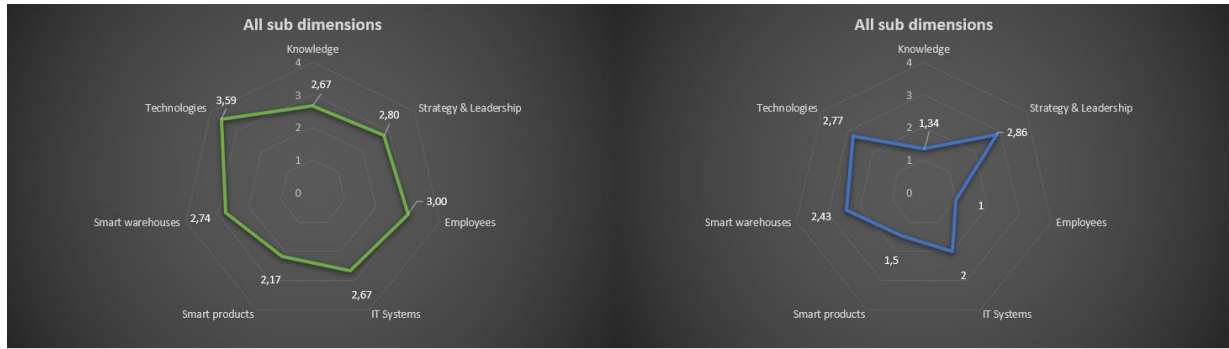 All sub dimensions
Knowledge
4
3
2
1
0
2,67
Strategy & Leadership
2,80
Employees
3,00
IT Systems
2,67
Smart products
2,17
Smart warehouses
2,74
Technologies
3,59
All sub dimensions
Knowledge
4
3
2
1
0
1,34
Strategy & Leadership
2,86
Employees
1
IT Systems
2
Smart products
1,5
Smart warehouses
2,43
Technologies
2,77